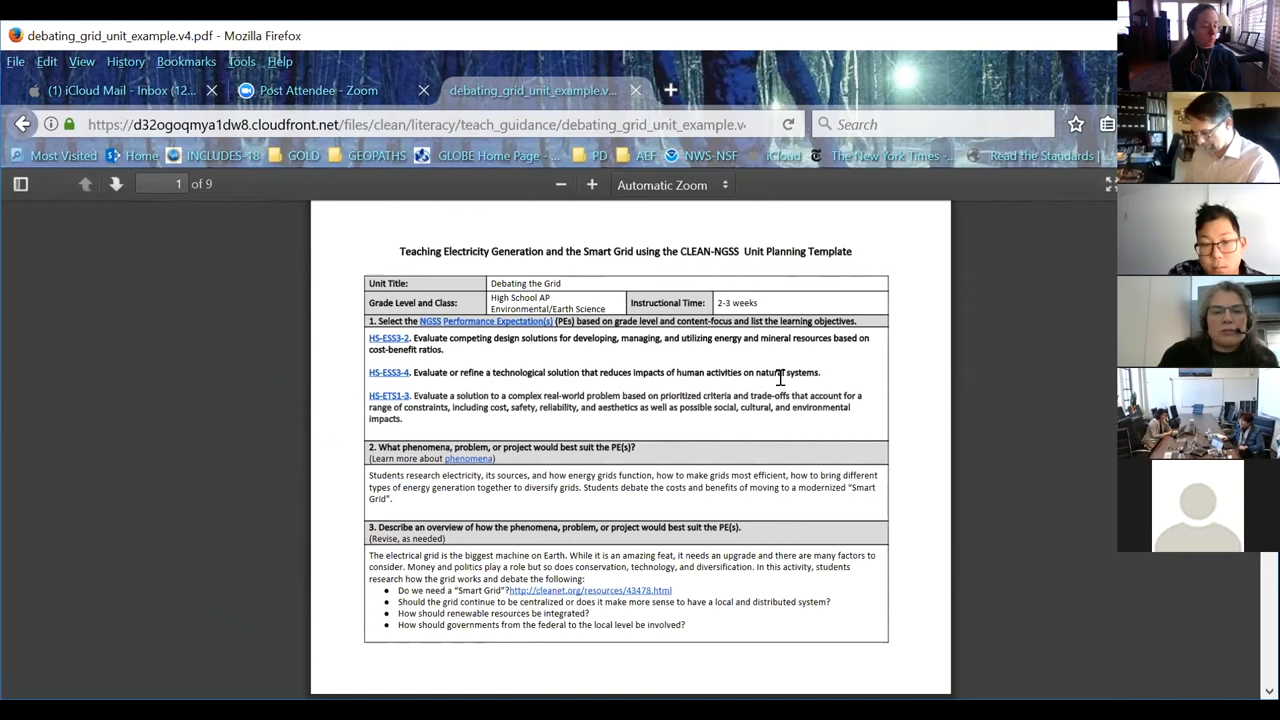 debating_grid_unit_example.v4.pdf - Mozilla Firefox
File Edit View History Bookmarks Tools Help
(1) iCloud Mail - Inbox (12...
Post Attendee - Zoom
debating_grid_unit_example.v...
https://d32ogoqmya1dw8.cloudfront.net/files/clean/literacy/teach_guidance/debating_grid_unit_example.v4
Search
Most Visited Home INCLUDES-18 GOLD GEOPATHS GLOBE Home Page - ... PD AEF NWS-NSF iCloud The New York Times -... Read the Standards |
1 of 9
Automatic Zoom
Teaching Electricity Generation and the Smart Grid using the CLEAN-NGSS Unit Planning Template
Unit Title: Debating the Grid
Grade Level and Class: High School AP
Environmental/Earth Science
Instructional Time: 2-3 weeks
1. Select the NGSS Performance Expectation(s) (PEs) based on grade level and content-focus and list the learning objectives.
HS-ESS3-2. Evaluate competing design solutions for developing, managing, and utilizing energy and mineral resources based on
cost-benefit ratios.
HS-ESS3-4. Evaluate or refine a technological solution that reduces impacts of human activities on natural systems.
HS-ETS1-3. Evaluate a solution to a complex real-world problem based on prioritized criteria and trade-offs that account for a
range of constraints, including cost, safety, reliability, and aesthetics as well as possible social, cultural, and environmental
impacts.
2. What phenomena, problem, or project would best suit the PE(s)?
(Learn more about phenomena)
Students research electricity, its sources, and how energy grids function, how to make grids most efficient, how to bring different
types of energy generation together to diversify grids. Students debate the costs and benefits of moving to a modernized “Smart
Grid”.
3. Describe an overview of how the phenomena, problem, or project would best suit the PE(s).
(Revise, as needed)
The electrical grid is the biggest machine on Earth. While it is an amazing feat, it needs an upgrade and there are many factors to
consider. Money and politics play a role but so does conservation, technology, and diversification. In this activity, students
research how the grid works and debate the following:
● Do we need a “Smart Grid”?http://cleanet.org/resources/43478.html
● Should the grid continue to be centralized or does it make more sense to have a local and distributed system?
● How should renewable resources be integrated?
● How should governments from the federal to the local level be involved?